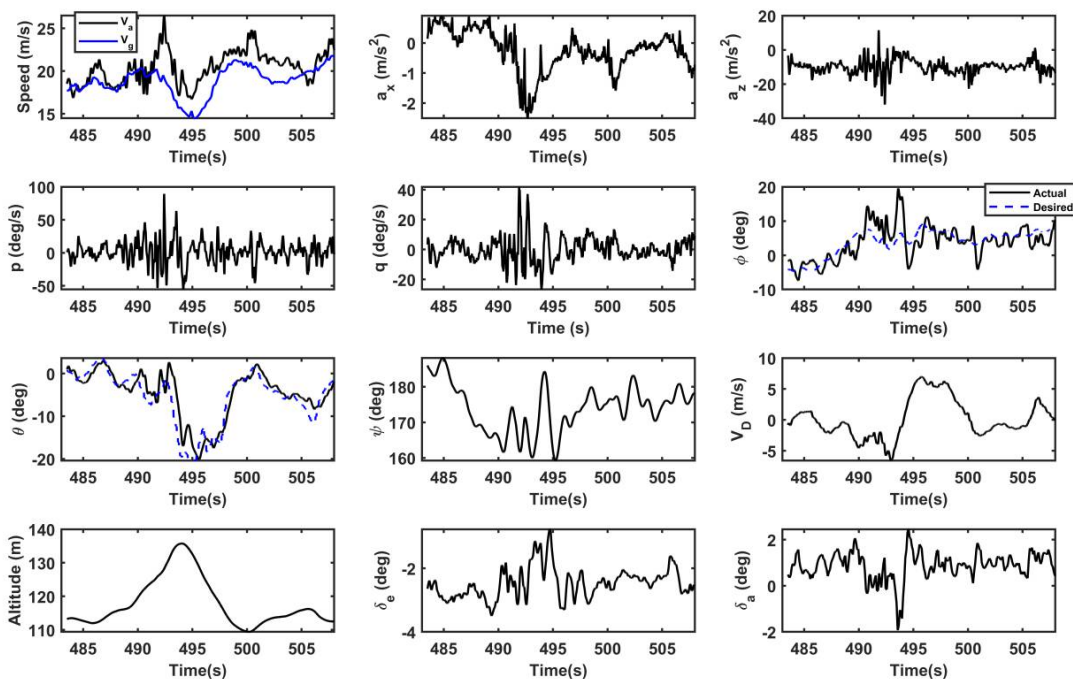 V_a
V_g
25
20
15
Speed (m/s)
485 490 495 500 505
Time(s)
0
-1
-2
a_x (m/s²)
485 490 495 500 505
Time(s)
20
0
-20
-40
a_z (m/s²)
485 490 495 500 505
Time(s)
100
50
0
-50
p (deg/s)
485 490 495 500 505
Time(s)
40
20
0
-20
q (deg/s)
485 490 495 500 505
Time (s)
Actual
Desired
20
10
0
-10
ϕ (deg)
485 490 495 500 505
Time(s)
0
-10
-20
θ (deg)
485 490 495 500 505
Time(s)
180
170
160
ψ (deg)
485 490 495 500 505
Time(s)
10
5
0
-5
V_D (m/s)
485 490 495 500 505
Time(s)
140
130
120
110
Altitude (m)
485 490 495 500 505
Time(s)
-2
-4
δ_e (deg)
485 490 495 500 505
Time(s)
2
0
-2
δ_a (deg)
485 490 495 500 505
Time(s)